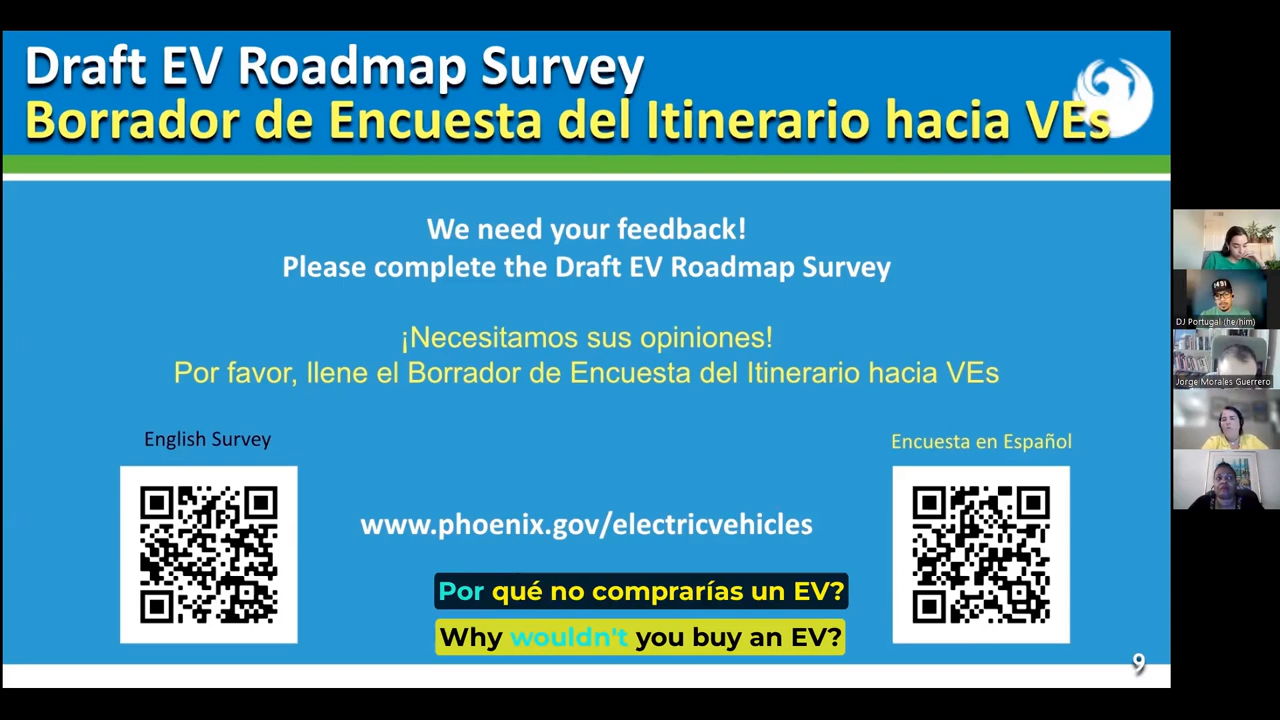 Draft EV Roadmap Survey
Borrador de Encuesta del Itinerario hacia VEs
We need your feedback!
Please complete the Draft EV Roadmap Survey
¡Necesitamos sus opiniones!
Por favor, llene el Borrador de Encuesta del Itinerario hacia VEs
English Survey
Encuesta en Español
www.phoenix.gov/electricvehicles
Por qué no comprarías un EV?
Why wouldn't you buy an EV?
9
DJ Portugal (he/him)
Jorge Morales Guerrero